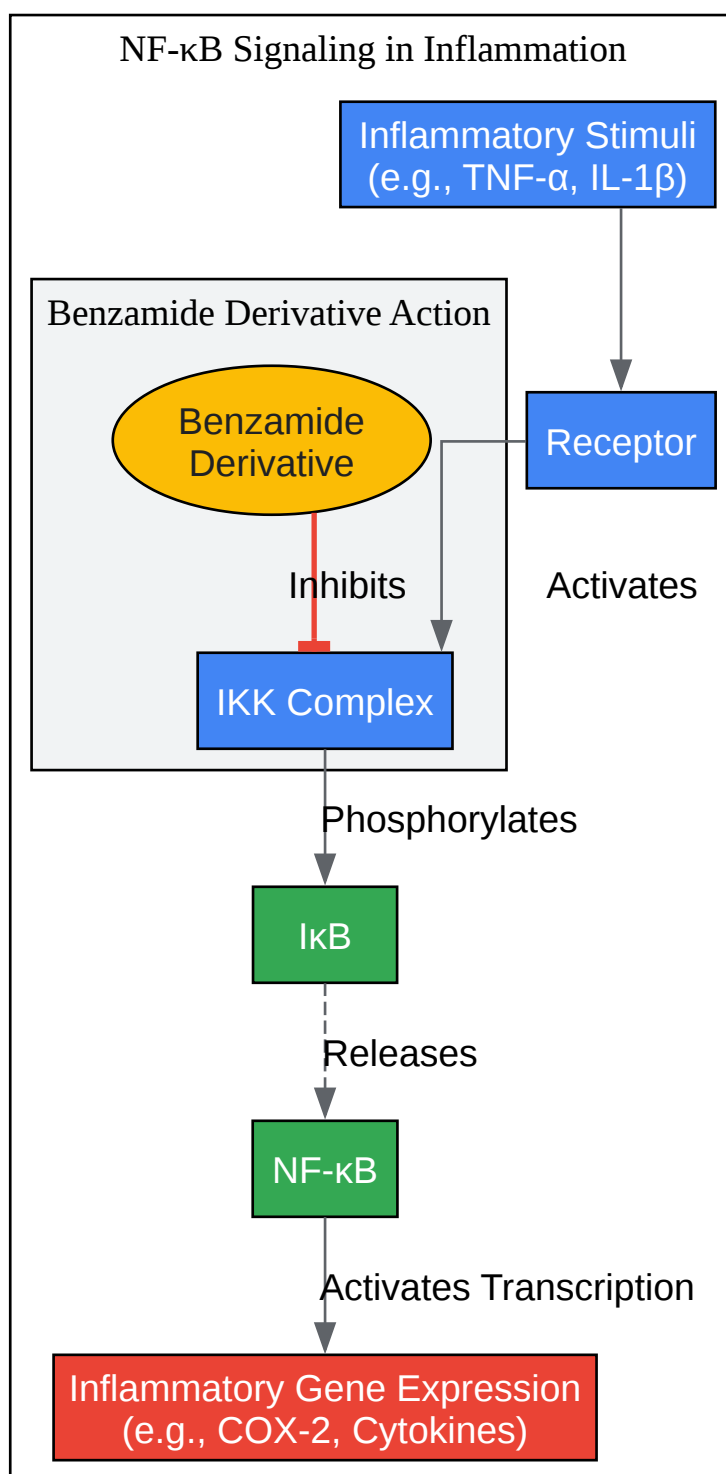 NF-κB Signaling in Inflammation
Inflammatory Stimuli
(e.g., TNF-α, IL-1β)
Benzamide Derivative Action
Benzamide
Derivative
Receptor
Inhibits
Activates
IKK Complex
Phosphorylates
IκB
Releases
NF-κB
Activates Transcription
Inflammatory Gene Expression
(e.g., COX-2, Cytokines)